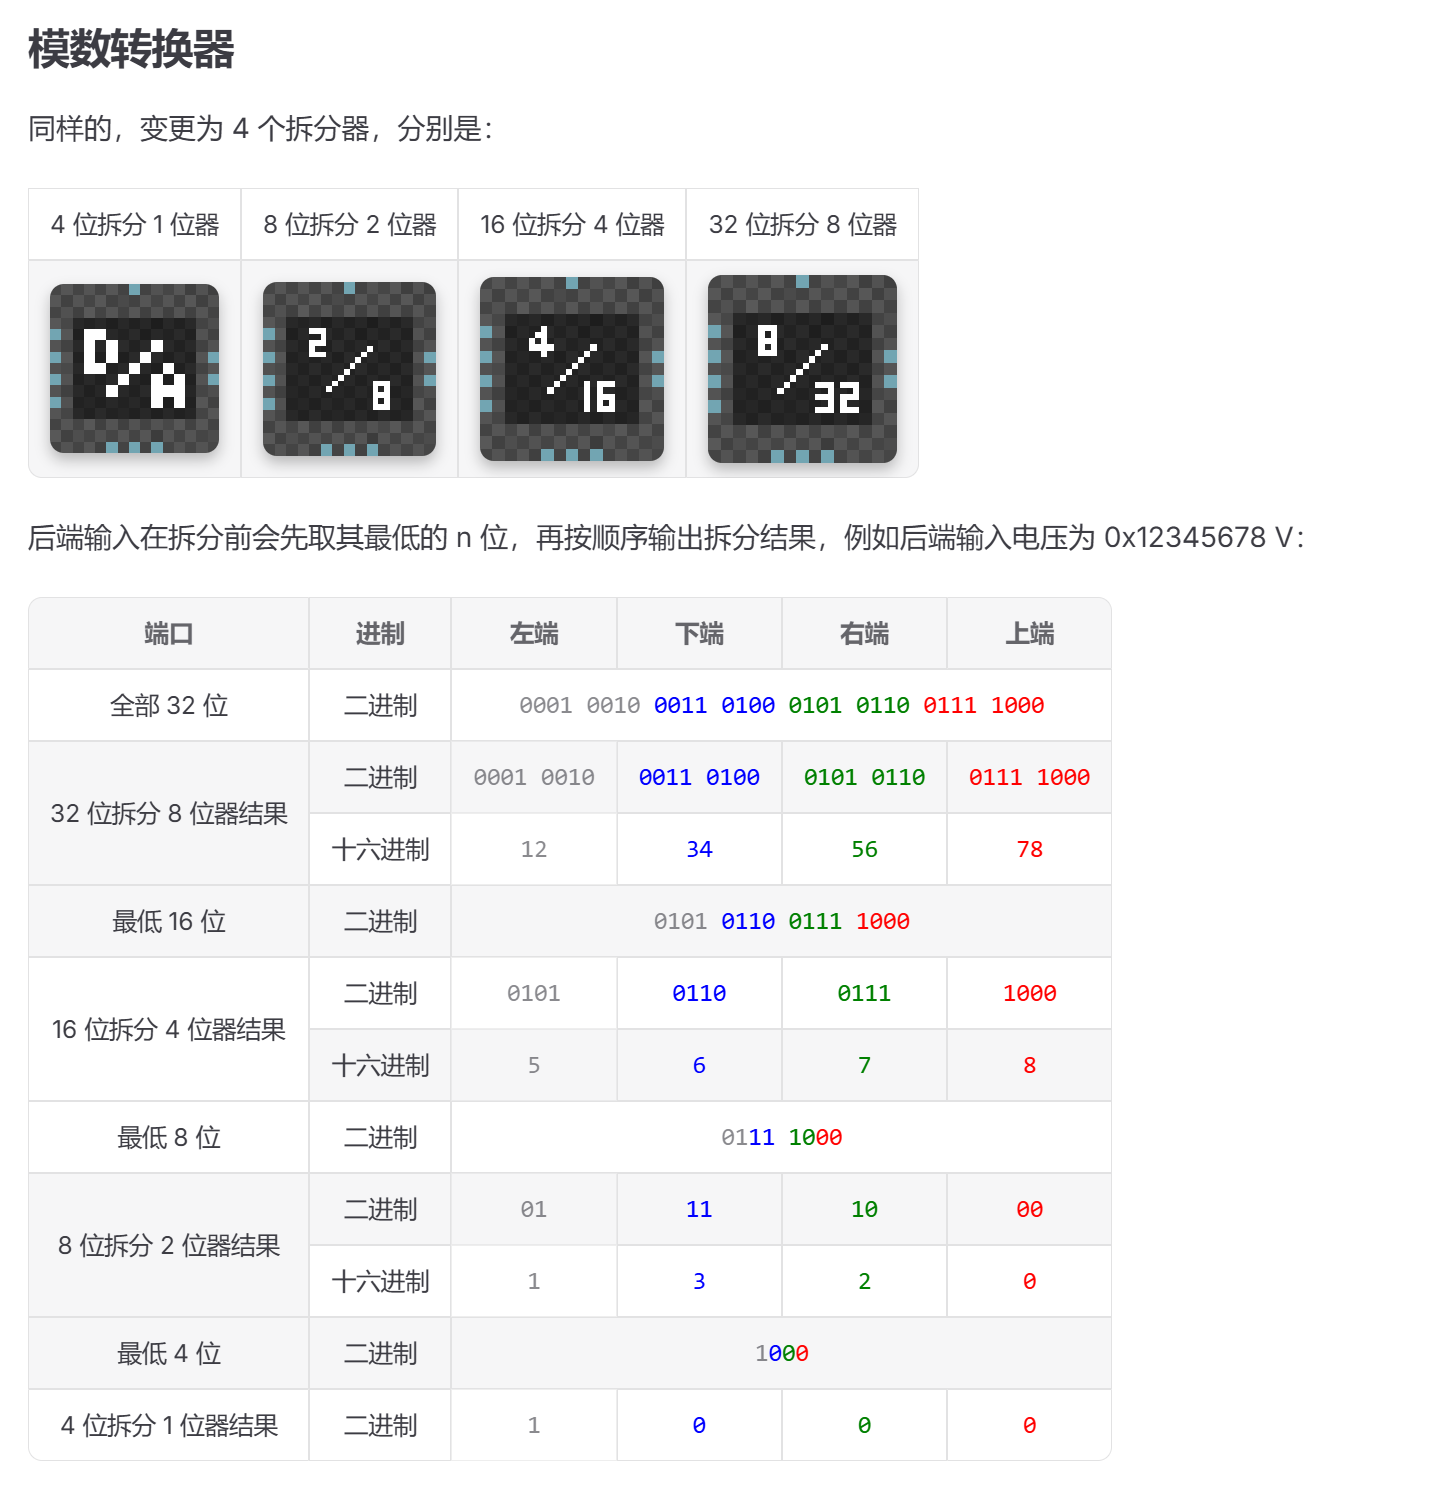 模数转换器
同样的，变更为 4 个拆分器，分别是：
4 位拆分 1 位器 8 位拆分 2 位器 16 位拆分 4 位器 32 位拆分 8 位器
D/A 2/8 4/16 8/32
后端输入在拆分前会先取其最低的 n 位，再按顺序输出拆分结果，例如后端输入电压为 0x12345678 V：
端口 进制 左端 下端 右端 上端
全部 32 位 二进制 0001 0010 0011 0100 0101 0110 0111 1000
32 位拆分 8 位器结果 二进制 0001 0010 0011 0100 0101 0110 0111 1000
十六进制 12 34 56 78
最低 16 位 二进制 0101 0110 0111 1000
16 位拆分 4 位器结果 二进制 0101 0110 0111 1000
十六进制 5 6 7 8
最低 8 位 二进制 0111 1000
8 位拆分 2 位器结果 二进制 01 11 10 00
十六进制 1 3 2 0
最低 4 位 二进制 1000
4 位拆分 1 位器结果 二进制 1 0 0 0